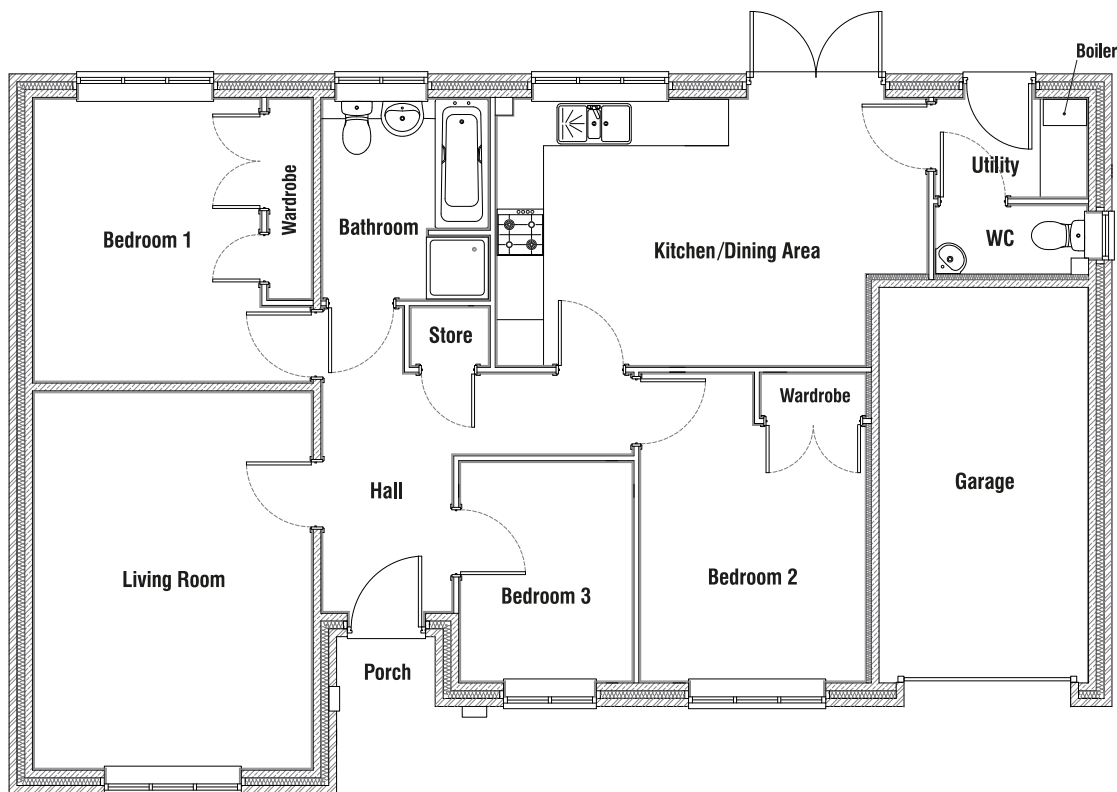 Boiler
Utility
Wardrobe
Bedroom 1
Bathroom
WC
Kitchen/Dining Area
Store
Wardrobe
Hall
Garage
Living Room
Bedroom 3
Bedroom 2
Porch